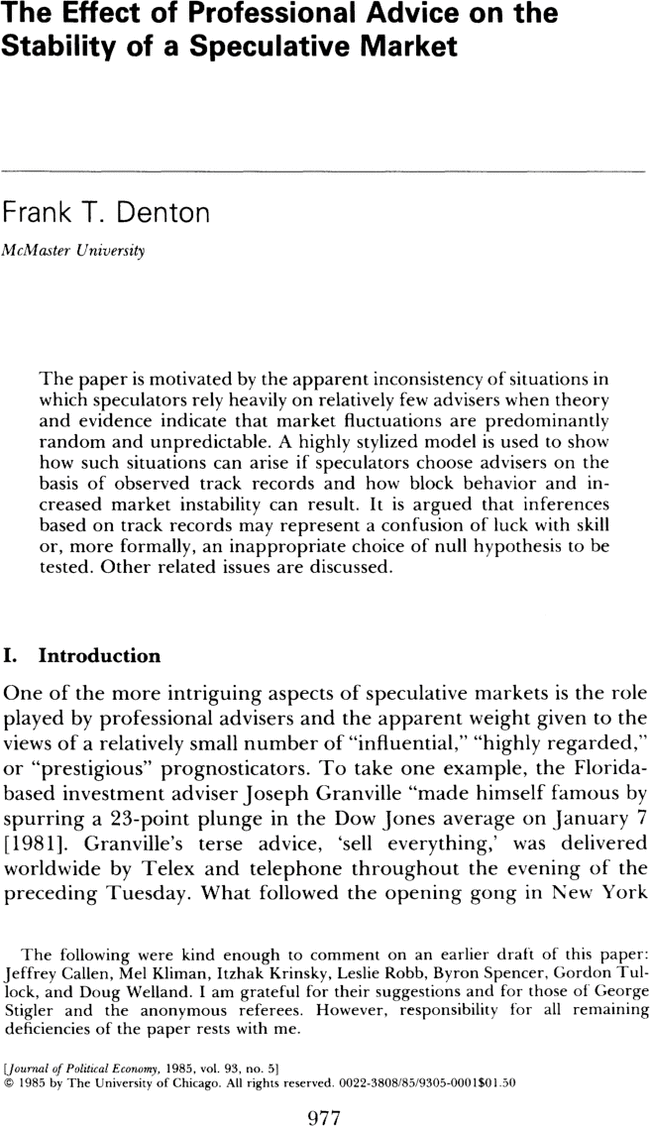 The Effect of Professional Advice on the
Stability of a Speculative Market
Frank T. Denton
McMaster University
The paper is motivated by the apparent inconsistency of situations in
which speculators rely heavily on relatively few advisers when theory
and evidence indicate that market fluctuations are predominantly
random and unpredictable. A highly stylized model is used to show
how such situations can arise if speculators choose advisers on the
basis of observed track records and how block behavior and in-
creased market instability can result. It is argued that inferences
based on track records may represent a confusion of luck with skill
or, more formally, an inappropriate choice of null hypothesis to be
tested. Other related issues are discussed.
I. Introduction
One of the more intriguing aspects of speculative markets is the role
played by professional advisers and the apparent weight given to the
views of a relatively small number of “influential,” “highly regarded,”
or “prestigious” prognosticators. To take one example, the Florida-
based investment adviser Joseph Granville “made himself famous by
spurring a 23-point plunge in the Dow Jones average on January 7
[1981]. Granville’s terse advice, ‘sell everything,’ was delivered
worldwide by Telex and telephone throughout the evening of the
preceding Tuesday. What followed the opening gong in New York
The following were kind enough to comment on an earlier draft of this paper:
Jeffrey Callen, Mel Kliman, Itzhak Krinsky, Leslie Robb, Byron Spencer, Gordon Tul-
lock, and Doug Welland. I am grateful for their suggestions and for those of George
Stigler and the anonymous referees. However, responsibility for all remaining
deficiencies of the paper rests with me.
[Journal of Political Economy, 1985, vol. 93, no. 5]
© 1985 by The University of Chicago. All rights reserved. 0022-3808/85/9305-0001$01.50
977